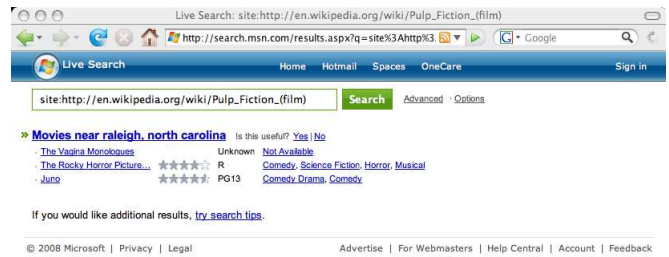 Live Search: site:http://en.wikipedia.org/wiki/Pulp_Fiction_(film)
http://search.msn.com/results.aspx?q=site%3Ahttp%3. G Google
Live Search Home Hotmail Spaces OneCare Sign in
site:http://en.wikipedia.org/wiki/Pulp_Fiction_(film) Search Advanced · Options
» Movies near raleigh, north carolina Is this useful? Yes | No
· The Vagina Monologues Unknown Not Available
· The Rocky Horror Picture... R Comedy, Science Fiction, Horror, Musical
· Juno PG13 Comedy Drama, Comedy
If you would like additional results, try search tips.
© 2008 Microsoft | Privacy | Legal Advertise | For Webmasters | Help Central | Account | Feedback